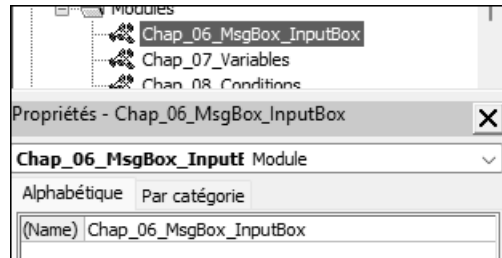 Modules
Chap_06_MsgBox_InputBox
Chap_07_Variables
Chap_08_Conditions
Propriétés - Chap_06_MsgBox_InputBox
Chap_06_MsgBox_InputE Module
Alphabétique Par catégorie
(Name) Chap_06_MsgBox_InputBox